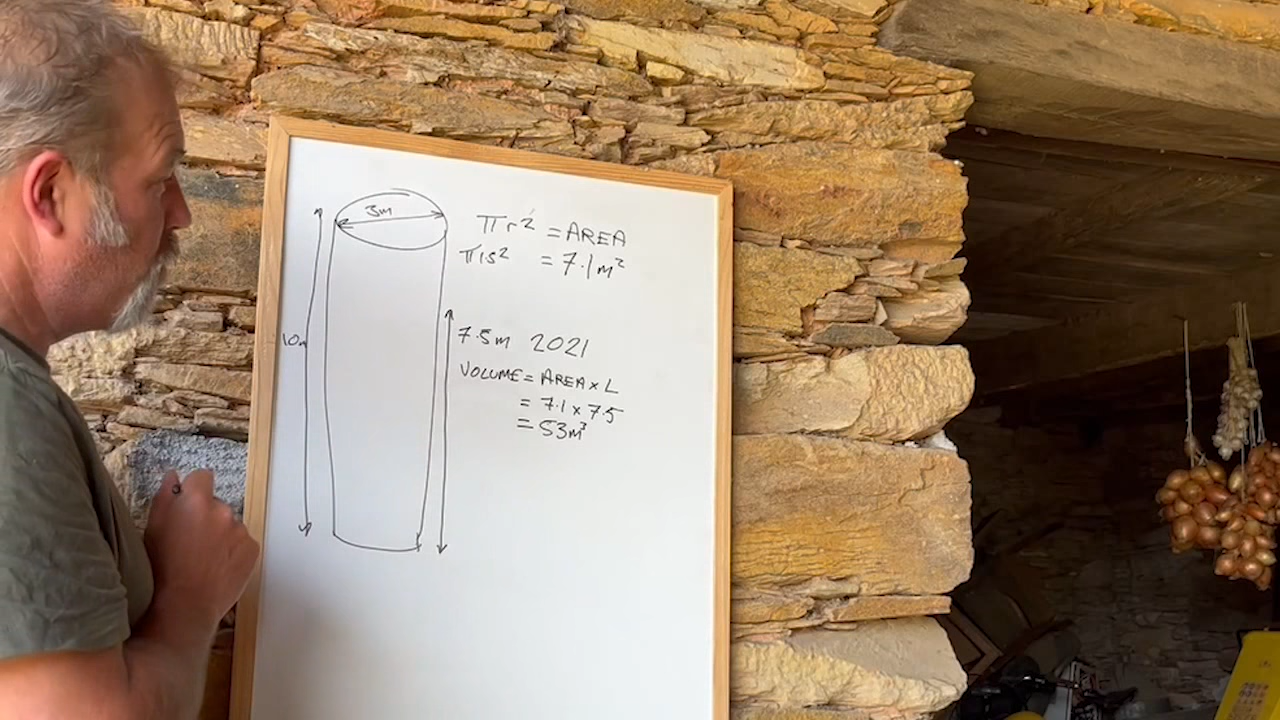 3m
πr² = AREA
π1.5² = 7.1m²
10m
7.5m 2021
VOLUME = AREA x L
= 7.1 x 7.5
= 53m³